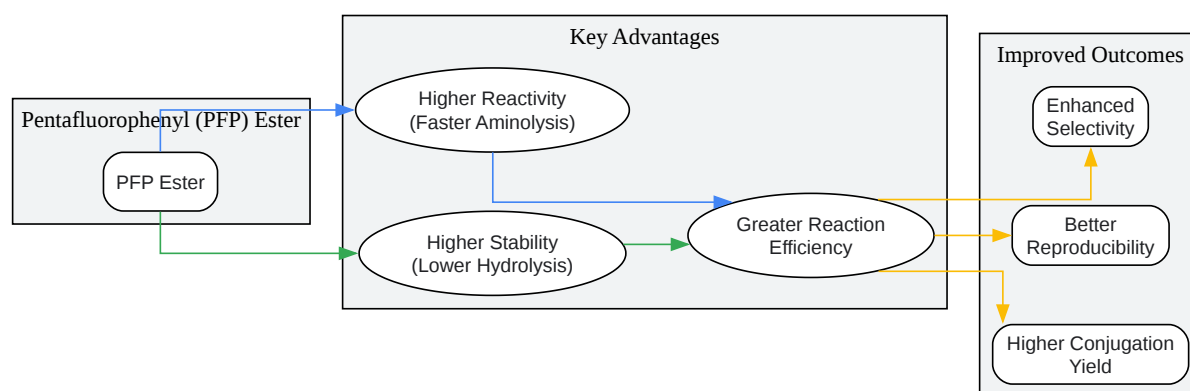 Pentafluorophenyl (PFP) Ester
PFP Ester
Key Advantages
Higher Reactivity
(Faster Aminolysis)
Higher Stability
(Lower Hydrolysis)
Greater Reaction
Efficiency
Improved Outcomes
Enhanced
Selectivity
Better
Reproducibility
Higher Conjugation
Yield